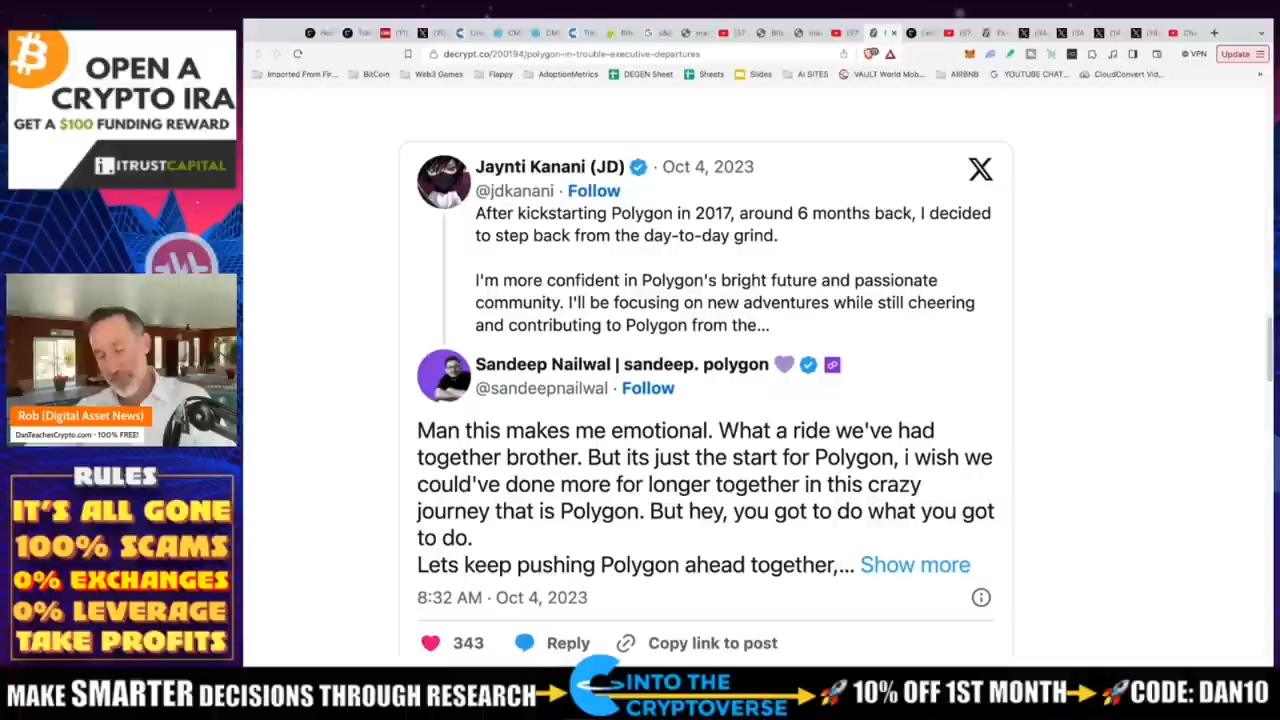 OPEN A
CRYPTO IRA
GET A $100 FUNDING REWARD
ITRUSTCAPITAL
Rob (Digital Asset News)
DanTeachesCrypto.com - 100% FREE!
RULES
IT'S ALL GONE
100% SCAMS
0% EXCHANGES
0% LEVERAGE
TAKE PROFITS
decrypt.co/200194/polygon-in-trouble-executive-departures
VPN
Update
Imported From Fir...
BitCoin
Web3 Games
Flappy
AdoptionMetrics
DEGEN Sheet
Sheets
Slides
AI SITES
VAULT World Mob...
AIRBNB
YOUTUBE CHAT...
CloudConvert Vid...
Jaynti Kanani (JD) · Oct 4, 2023
@jdkanani · Follow
After kickstarting Polygon in 2017, around 6 months back, I decided
to step back from the day-to-day grind.
I'm more confident in Polygon's bright future and passionate
community. I'll be focusing on new adventures while still cheering
and contributing to Polygon from the...
Sandeep Nailwal | sandeep. polygon 💜
@sandeepnailwal · Follow
Man this makes me emotional. What a ride we've had
together brother. But its just the start for Polygon, i wish we
could've done more for longer together in this crazy
journey that is Polygon. But hey, you got to do what you got
to do.
Lets keep pushing Polygon ahead together,... Show more
8:32 AM · Oct 4, 2023
343 Reply Copy link to post
MAKE SMARTER DECISIONS THROUGH RESEARCH
INTO THE
CRYPTOVERSE
🚀 10% OFF 1ST MONTH
🚀CODE: DAN10